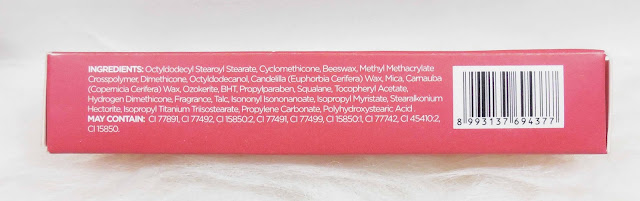 INGREDIENTS: Octyldodecyl Stearoyl Stearate, Cyclomethicone, Beeswax, Methyl Methacrylate
Crosspolymer, Dimethicone, Octyldodecanol, Candelilla (Euphorbia Cerifera) Wax, Mica, Carnauba
(Copernicia Cerifera) Wax, Ozokerite, BHT, Propylparaben, Squalane, Tocopheryl Acetate,
Hydrogen Dimethicone, Fragrance, Talc, Isononyl Isononanoate, Isopropyl Myristate, Stearalkonium
Hectorite, Isopropyl Titanium Triisostearate, Propylene Carbonate, Polyhydroxystearic Acid .
MAY CONTAIN: CI 77891, CI 77492, CI 15850:2, CI 77491, CI 77499, CI 15850:1, CI 77742, CI 45410:2,
CI 15850.
8 993137 694377